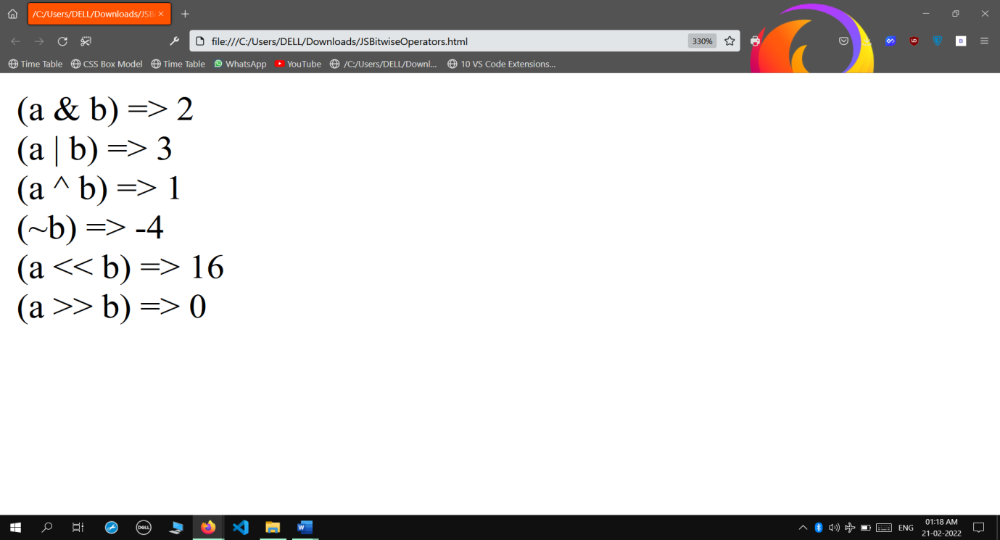 /C:/Users/DELL/Downloads/JSBi
file:///C:/Users/DELL/Downloads/JSBitwiseOperators.html 330%
Time Table CSS Box Model Time Table WhatsApp YouTube /C:/Users/DELL/Downl... 10 VS Code Extensions...
(a & b) => 2
(a | b) => 3
(a ^ b) => 1
(~b) => -4
(a << b) => 16
(a >> b) => 0
DELL W ENG 01:18 AM
21-02-2022